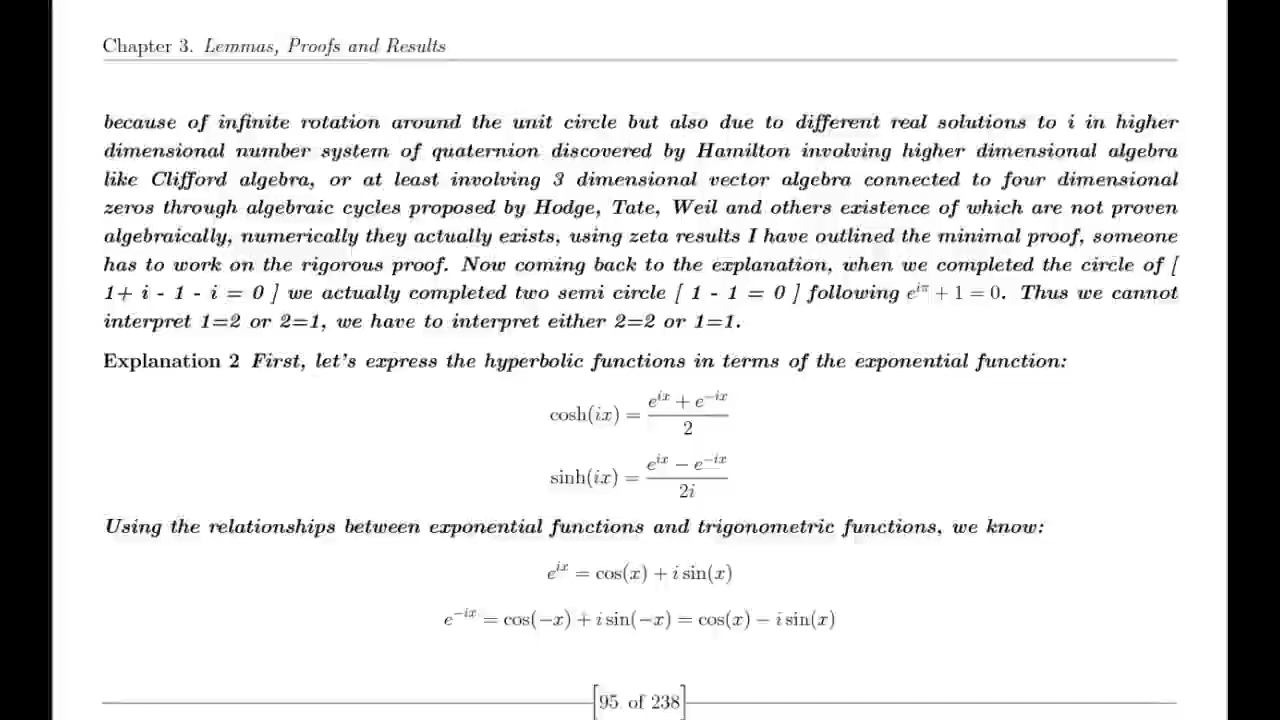 Chapter 3. Lemmas, Proofs and Results
because of infinite rotation around the unit circle but also due to different real solutions to i in higher
dimensional number system of quaternion discovered by Hamilton involving higher dimensional algebra
like Clifford algebra, or at least involving 3 dimensional vector algebra connected to four dimensional
zeros through algebraic cycles proposed by Hodge, Tate, Weil and others existence of which are not proven
algebraically, numerically they actually exists, using zeta results I have outlined the minimal proof, someone
has to work on the rigorous proof. Now coming back to the explanation, when we completed the circle of [
1+ i - 1 - i = 0 ] we actually completed two semi circle [ 1 - 1 = 0 ] following e^{iπ} + 1 = 0. Thus we cannot
interpret 1=2 or 2=1, we have to interpret either 2=2 or 1=1.
Explanation 2 First, let's express the hyperbolic functions in terms of the exponential function:
cosh(ix) = \frac{e^{ix} + e^{-ix}}{2}
sinh(ix) = \frac{e^{ix} − e^{-ix}}{2i}
Using the relationships between exponential functions and trigonometric functions, we know:
e^{ix} = cos(x) + i sin(x)
e^{-ix} = cos(−x) + i sin(−x) = cos(x) − i sin(x)
95 of 238